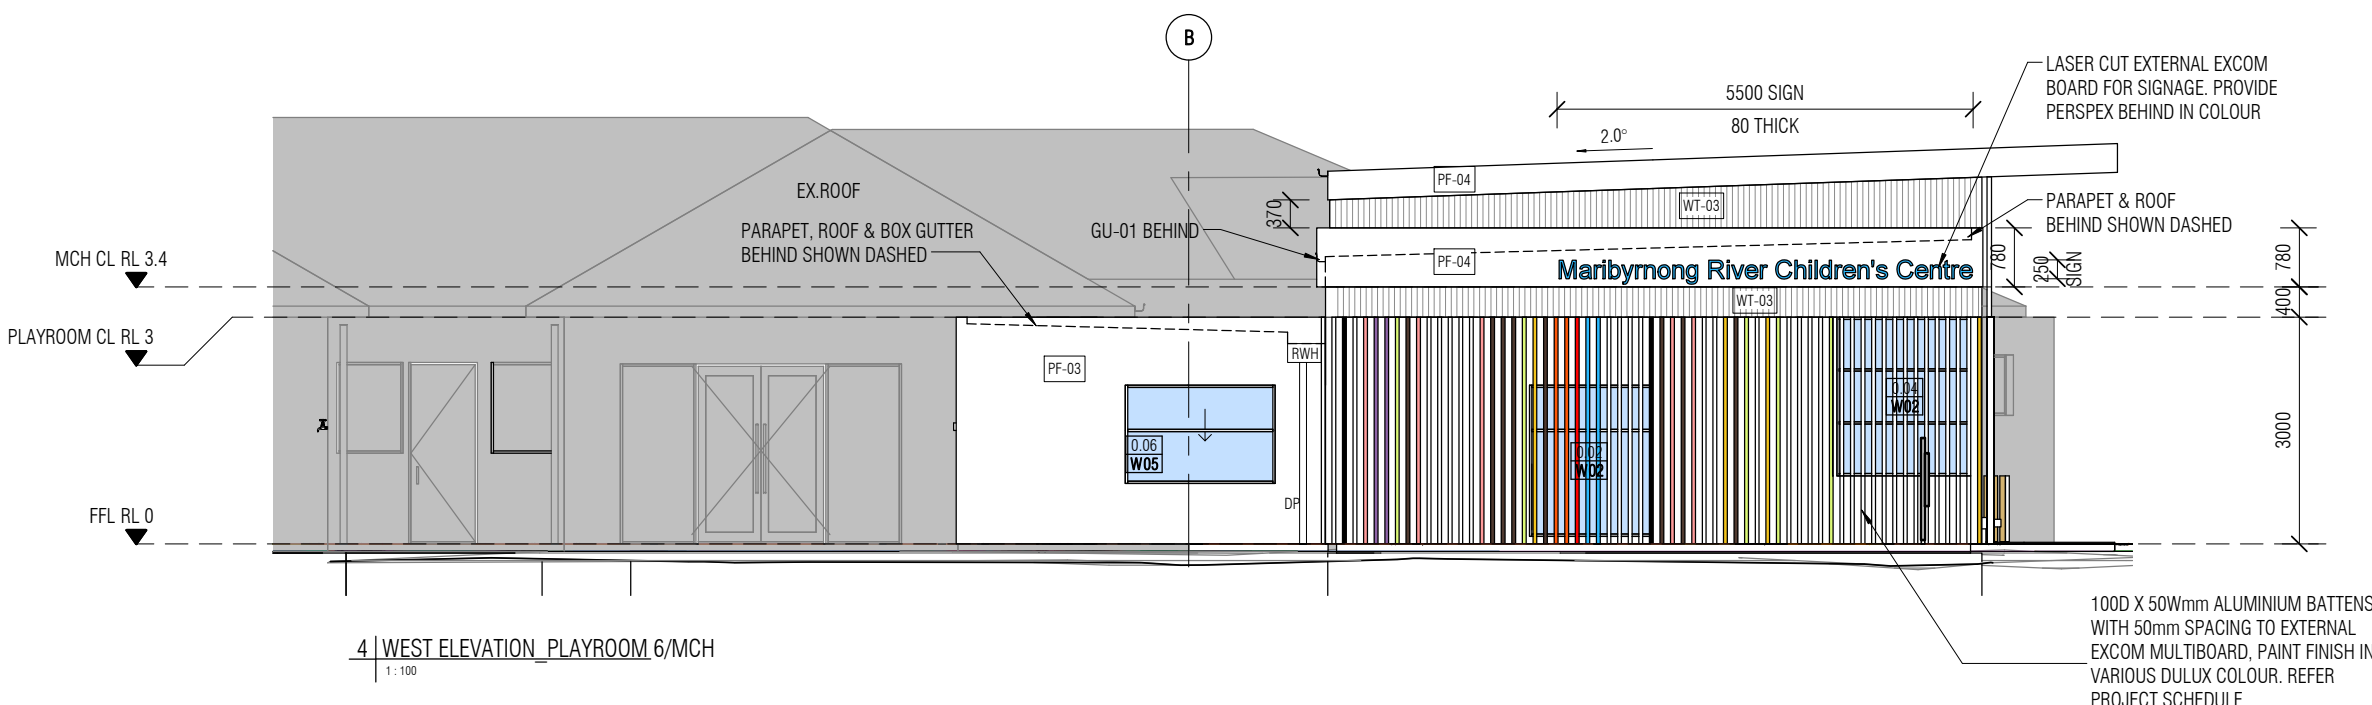 B
LASER CUT EXTERNAL EXCOM
BOARD FOR SIGNAGE. PROVIDE
PERSPEX BEHIND IN COLOUR
5500 SIGN
80 THICK
2.0°
PF-04
EX.ROOF
WT-03
370
PARAPET & ROOF
BEHIND SHOWN DASHED
PARAPET, ROOF & BOX GUTTER
BEHIND SHOWN DASHED
GU-01 BEHIND
MCH CL RL 3.4
PF-04
Maribyrnong River Children's Centre
780
250
SIGN
780
WT-03
400
PLAYROOM CL RL 3
RWH
PF-03
0.04
W02
3000
0.06
W05
0.02
W02
DP
FFL RL 0
100D X 50Wmm ALUMINIUM BATTENS
WITH 50mm SPACING TO EXTERNAL
EXCOM MULTIBOARD, PAINT FINISH IN
VARIOUS DULUX COLOUR. REFER
PROJECT SCHEDULE
4 WEST ELEVATION_PLAYROOM 6/MCH
1 : 100